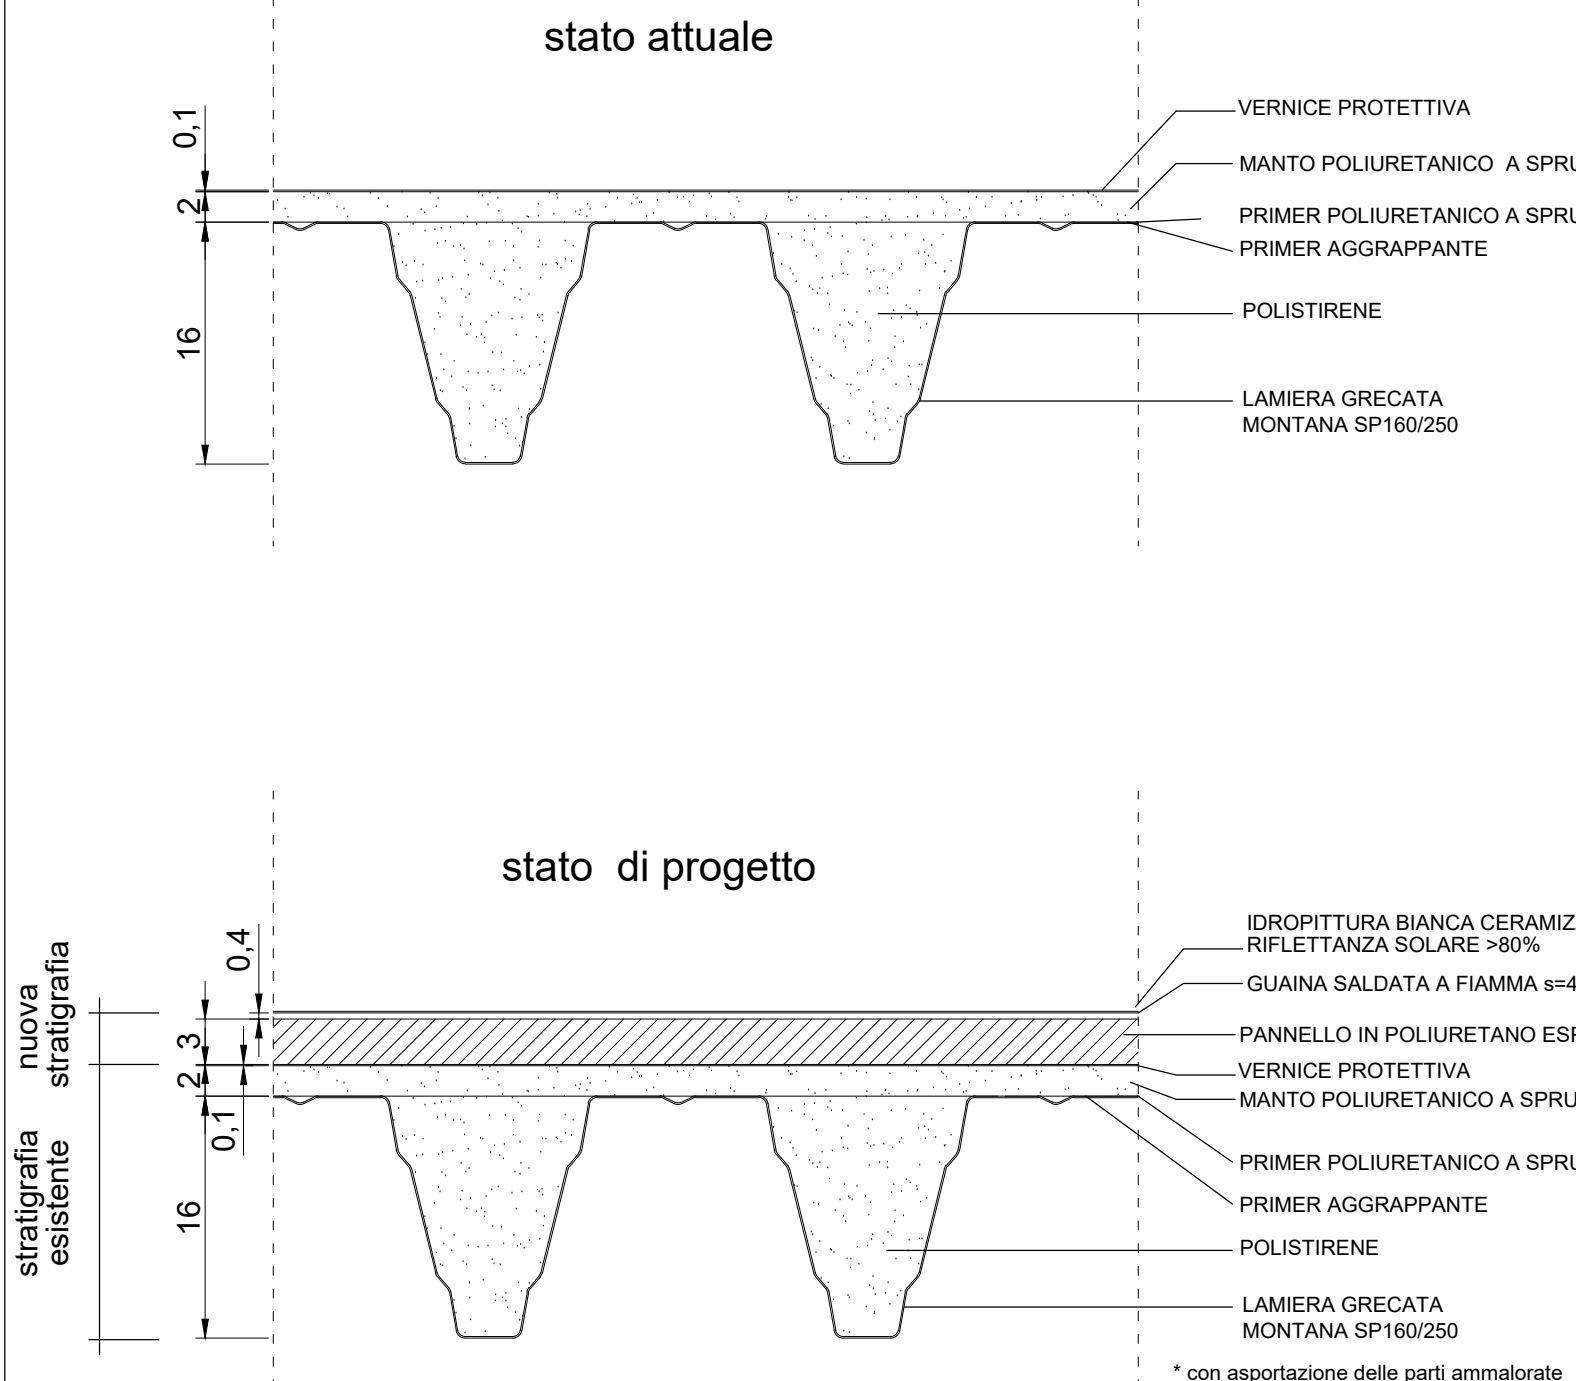 stato attuale
0,1
2
16
VERNICE PROTETTIVA
MANTO POLIURETANICO A SPRU
PRIMER POLIURETANICO A SPRU
PRIMER AGGRAPPANTE
POLISTIRENE
LAMIERA GRECATA
MONTANA SP160/250
stato di progetto
nuova
stratigrafia
stratigrafia
esistente
0,4
3
2
0,1
16
IDROPITTURA BIANCA CERAMIZ
RIFLETTANZA SOLARE >80%
GUAINA SALDATA A FIAMMA s=4
PANNELLO IN POLIURETANO ESP
VERNICE PROTETTIVA
MANTO POLIURETANICO A SPRU
PRIMER POLIURETANICO A SPRU
PRIMER AGGRAPPANTE
POLISTIRENE
LAMIERA GRECATA
MONTANA SP160/250
* con asportazione delle parti ammalorate